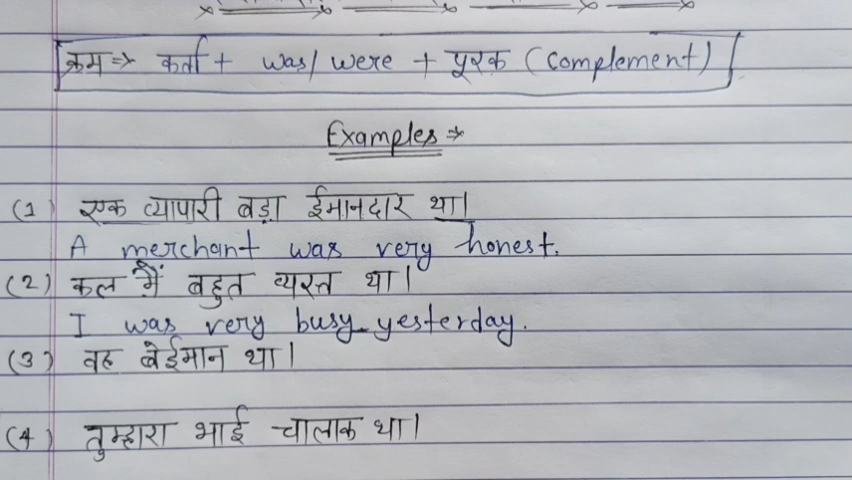 क्रम⇒ कर्ता + was/ were + पूरक (complement)
Examples⇒
(1) एक व्यापारी बड़ा ईमानदार था।
A merchant was very honest.
(2) कल मैं बहुत व्यस्त था।
I was very busy yesterday.
(3) वह बेईमान था।
(4) तुम्हारा भाई चालाक था।